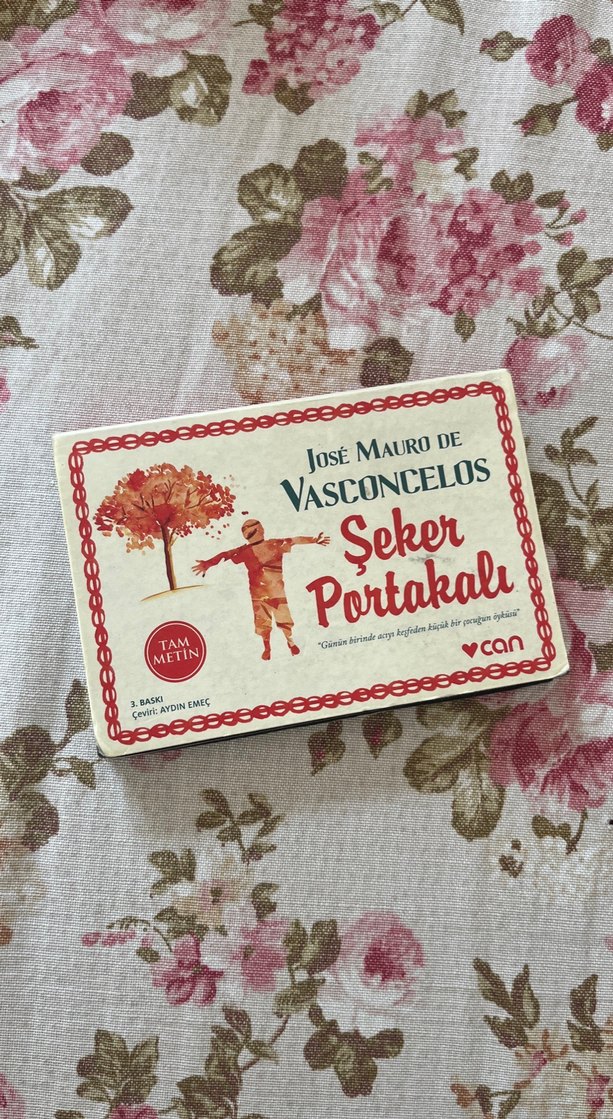 JOSÉ MAURO DE
VASCONCELOS
Şeker
Portakalı
"Günün birinde acıyı keşfeden küçük bir çocuğun öyküsü"
can
TAM
METİN
3. BASKI
Çeviri: AYDIN EMEÇ